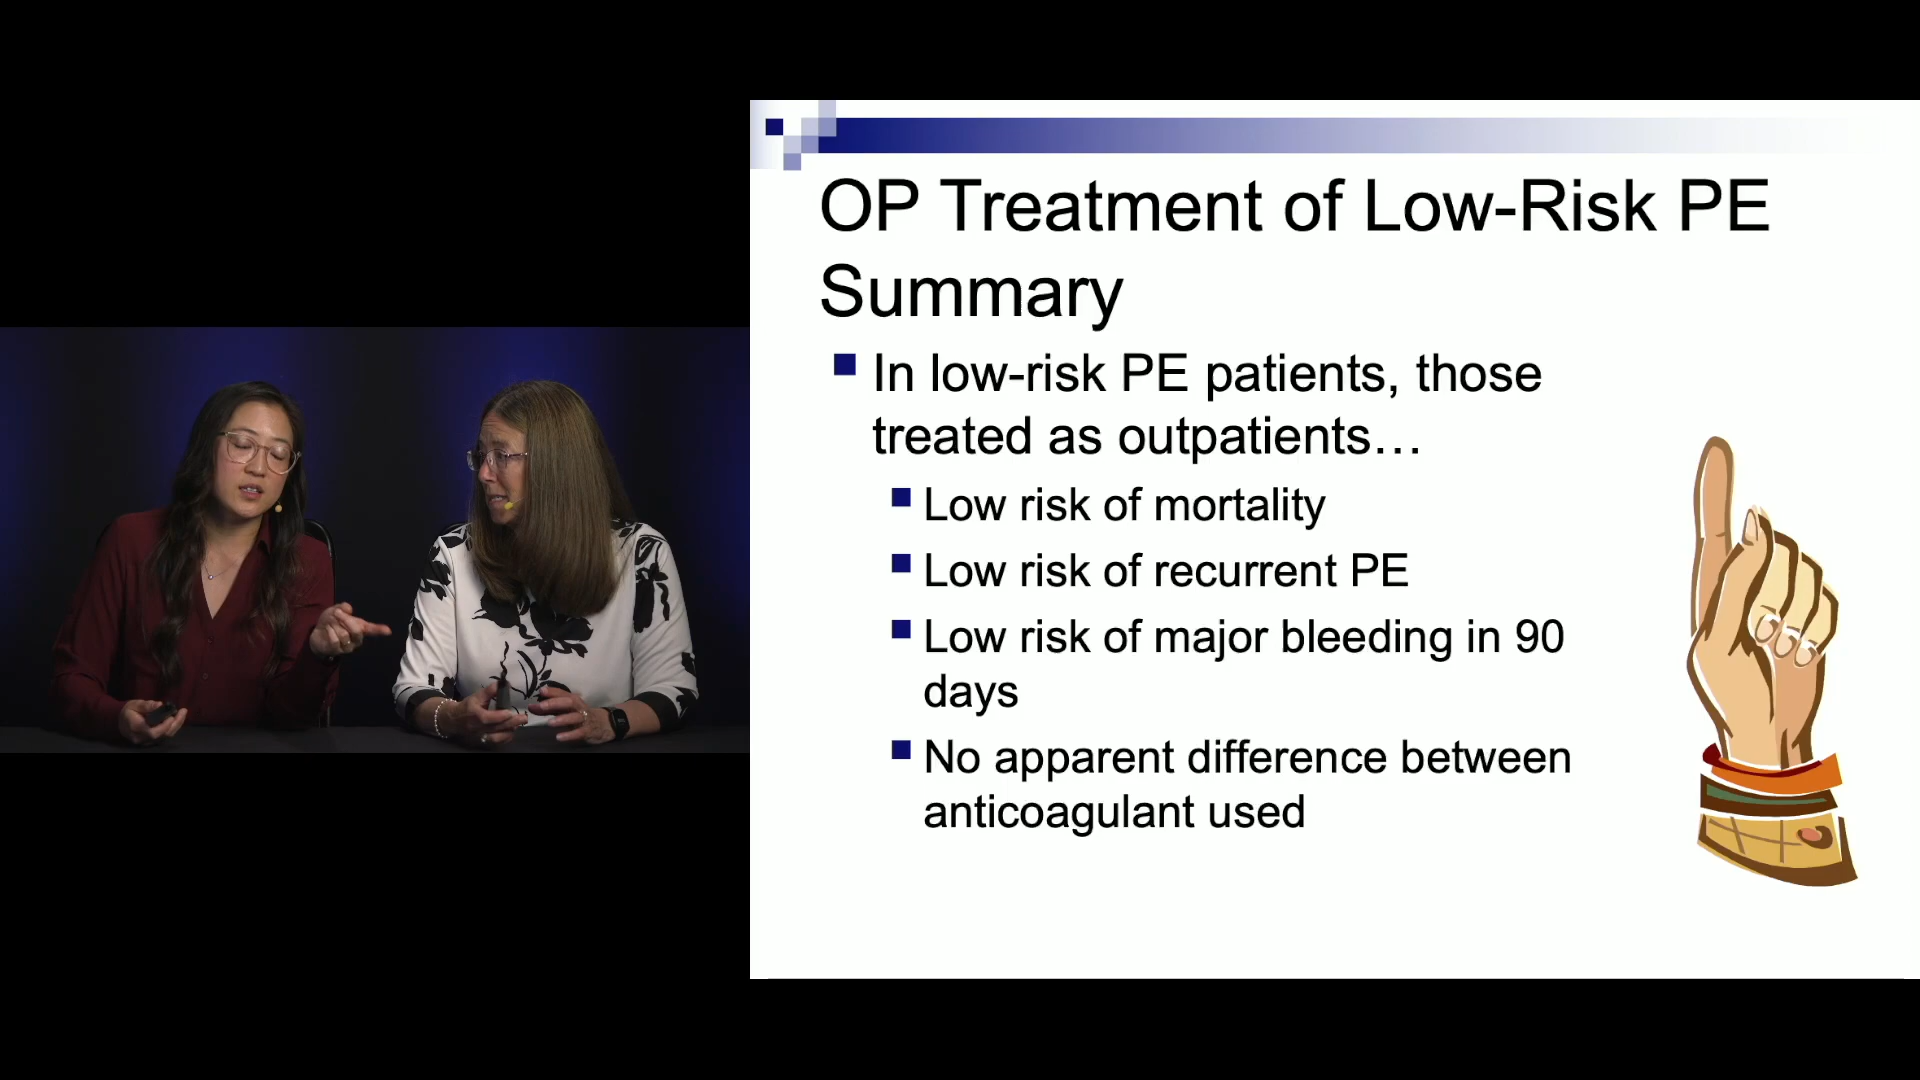 OP Treatment of Low-Risk PE
Summary
In low-risk PE patients, those
treated as outpatients…
Low risk of mortality
Low risk of recurrent PE
Low risk of major bleeding in 90
days
No apparent difference between
anticoagulant used